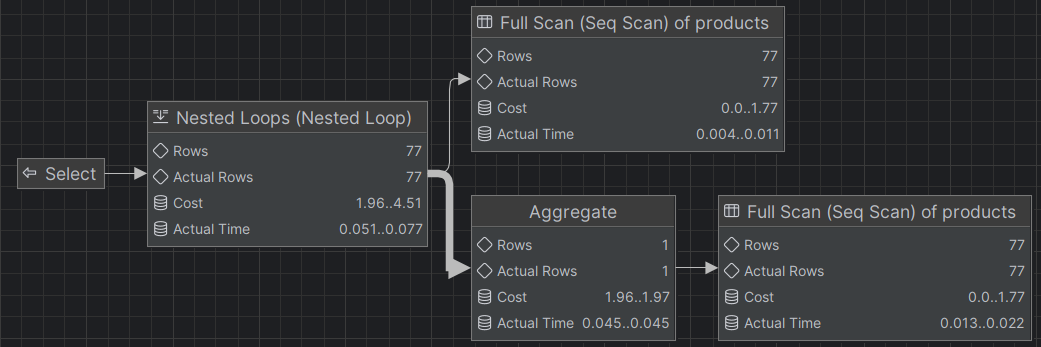 Select
Nested Loops (Nested Loop)
Rows 77
Actual Rows 77
Cost 1.96..4.51
Actual Time 0.051..0.077
Full Scan (Seq Scan) of products
Rows 77
Actual Rows 77
Cost 0.0..1.77
Actual Time 0.004..0.011
Aggregate
Rows 1
Actual Rows 1
Cost 1.96..1.97
Actual Time 0.045..0.045
Full Scan (Seq Scan) of products
Rows 77
Actual Rows 77
Cost 0.0..1.77
Actual Time 0.013..0.022